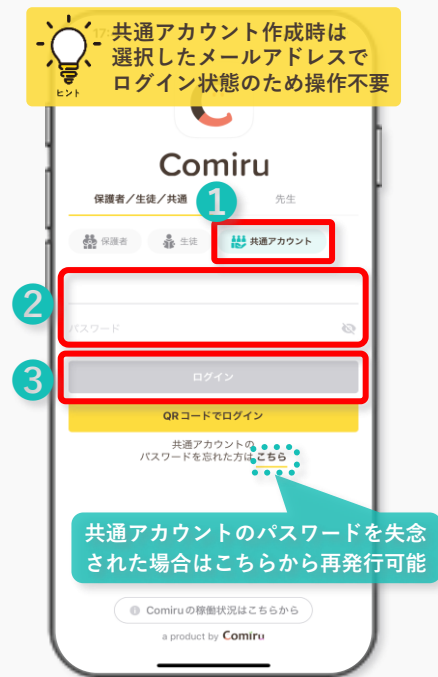 共通アカウント作成時は
選択したメールアドレスで
ログイン状態のため操作不要
ヒント
Comiru
保護者／生徒／共通
先生
1
保護者
生徒
共通アカウント
2
パスワード
3
ログイン
QRコードでログイン
共通アカウントの
パスワードを忘れた方はこちら
共通アカウントのパスワードを失念
された場合はこちらから再発行可能
Comiruの稼働状況はこちらから
a product by Comiru